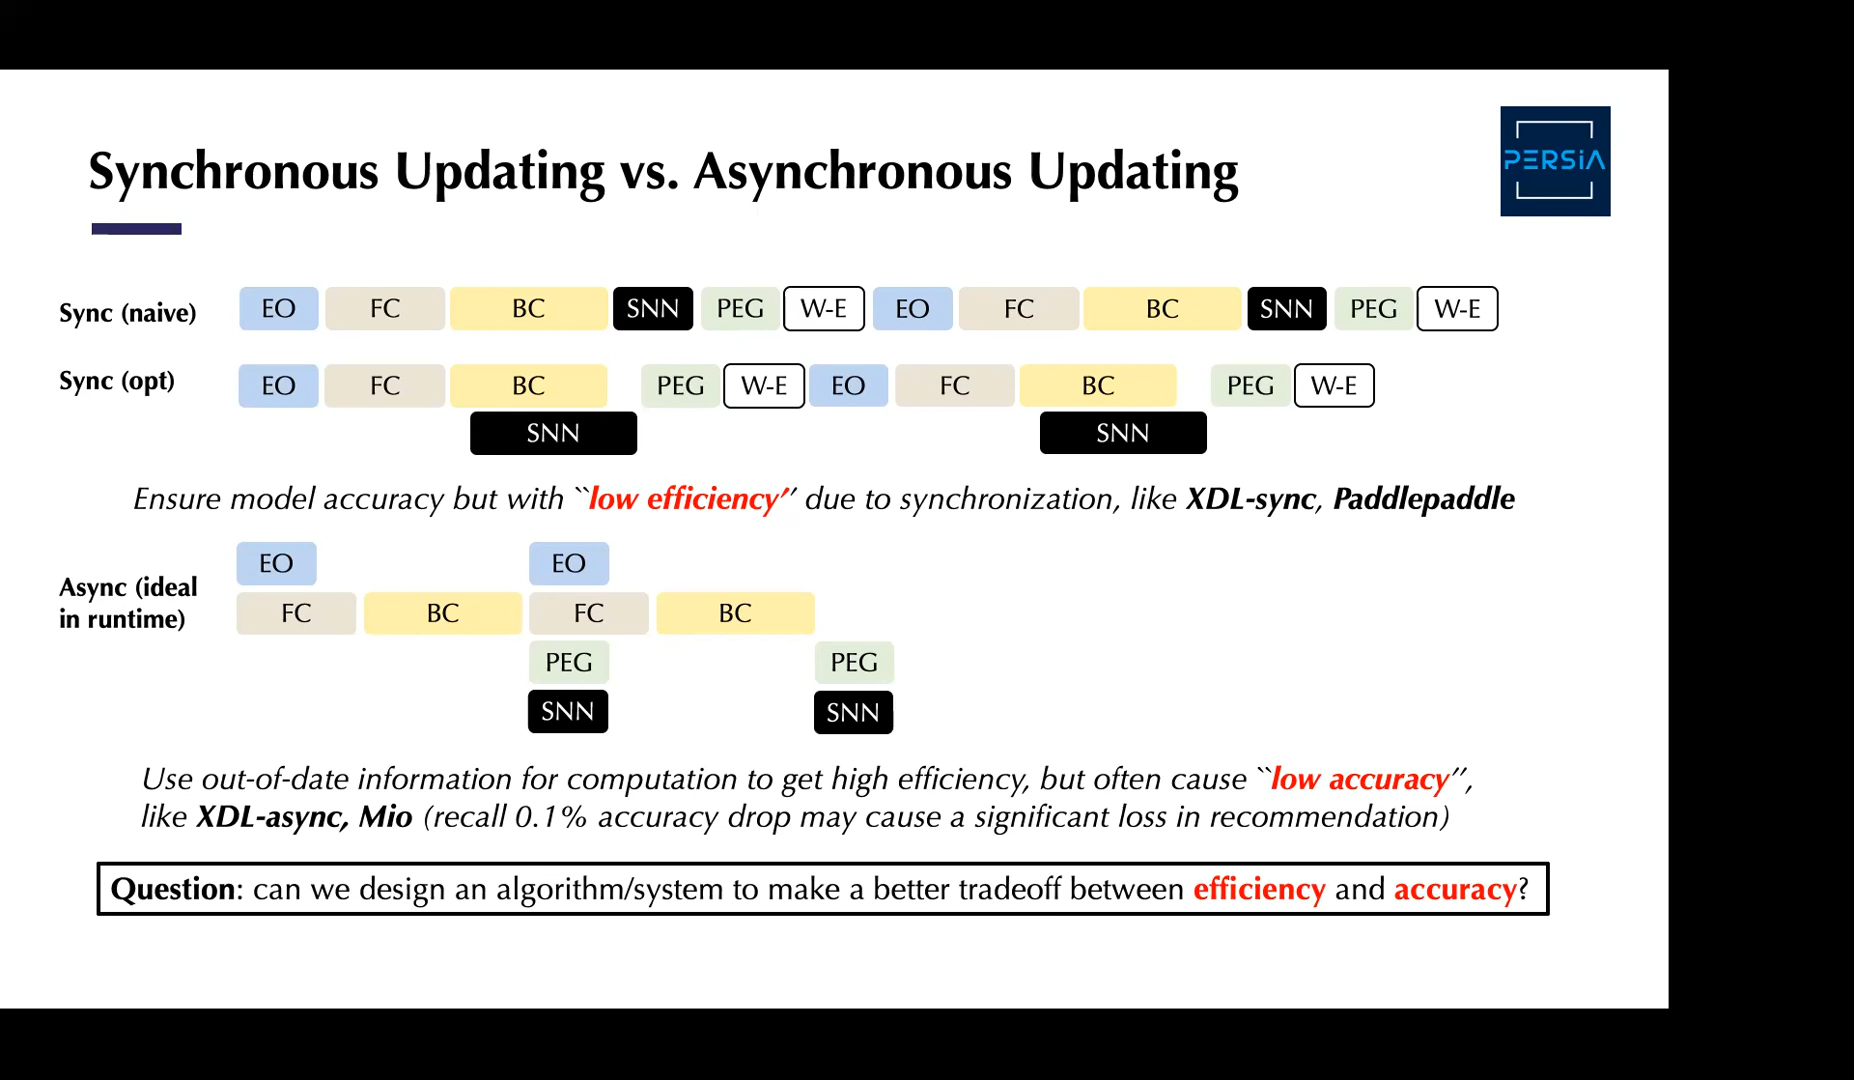 Synchronous Updating vs. Asynchronous Updating
PERSiA
Sync (naive) EO FC BC SNN PEG W-E EO FC BC SNN PEG W-E
Sync (opt) EO FC BC PEG W-E EO FC BC PEG W-E
SNN SNN
Ensure model accuracy but with ``low efficiency'' due to synchronization, like XDL-sync, Paddlepaddle
EO EO
Async (ideal
in runtime)
FC BC FC BC
PEG PEG
SNN SNN
Use out-of-date information for computation to get high efficiency, but often cause ``low accuracy'',
like XDL-async, Mio (recall 0.1% accuracy drop may cause a significant loss in recommendation)
Question: can we design an algorithm/system to make a better tradeoff between efficiency and accuracy?